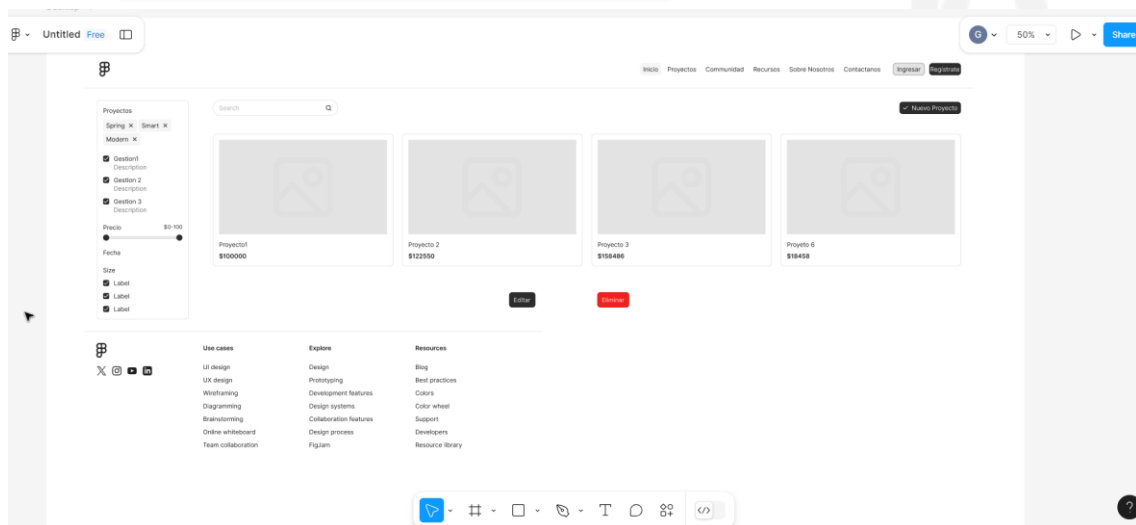 Untitled Free
G
50%
Share
Inicio Proyectos Communidad Recursos Sobre Nosotros Contactanos Ingresar Registrate
Proyectos
Spring × Smart ×
Modern ×
Gestion1
Description
Gestion 2
Description
Gestion 3
Description
Precio $0-100
Fecha
Size
Label
Label
Label
Search
Nuevo Proyecto
Proyecto1
$100000
Proyecto 2
$122550
Proyecto 3
$158486
Proyeto 6
$18458
Editar
Eliminar
Use cases
UI design
UX design
Wireframing
Diagramming
Brainstorming
Online whiteboard
Team collaboration
Explore
Design
Prototyping
Development features
Design systems
Collaboration features
Design process
FigJam
Resources
Blog
Best practices
Colors
Color wheel
Support
Developers
Resource library